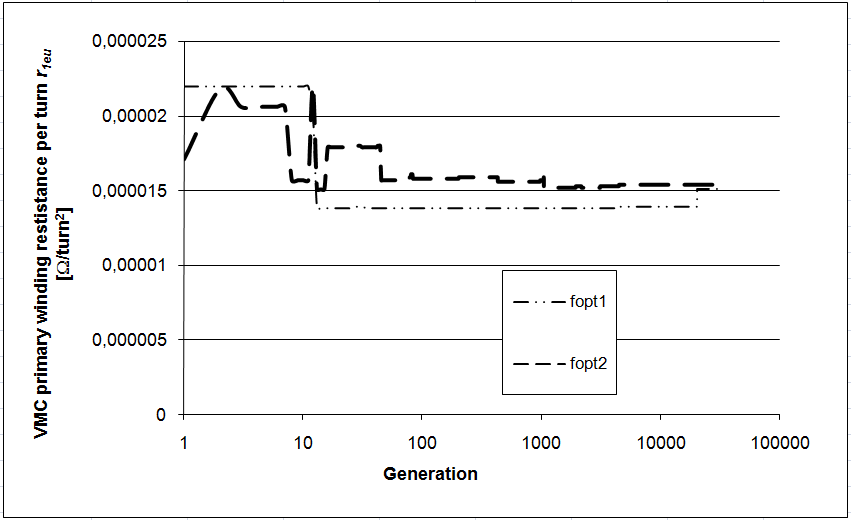 VMC primary winding restistance per turn r1eu
[Ω/turn²]
0,000025
0,00002
0,000015
0,00001
0,000005
0
1
10
100
1000
10000
100000
Generation
fopt1
fopt2